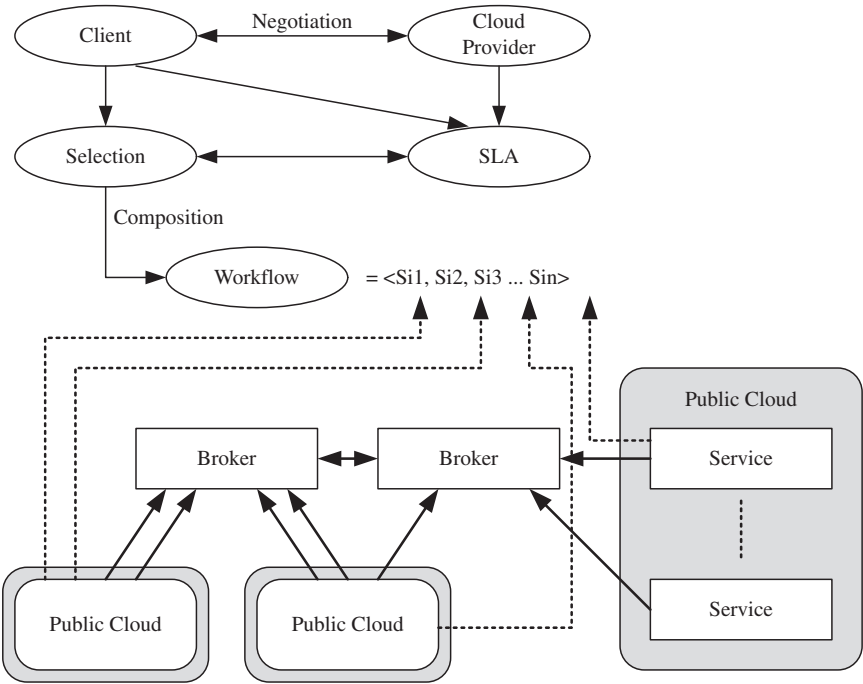 Client
Negotiation
Cloud
Provider
Selection
SLA
Composition
Workflow
= <Si1, Si2, Si3 ... Sin>
Public Cloud
Broker
Broker
Service
Service
Public Cloud
Public Cloud